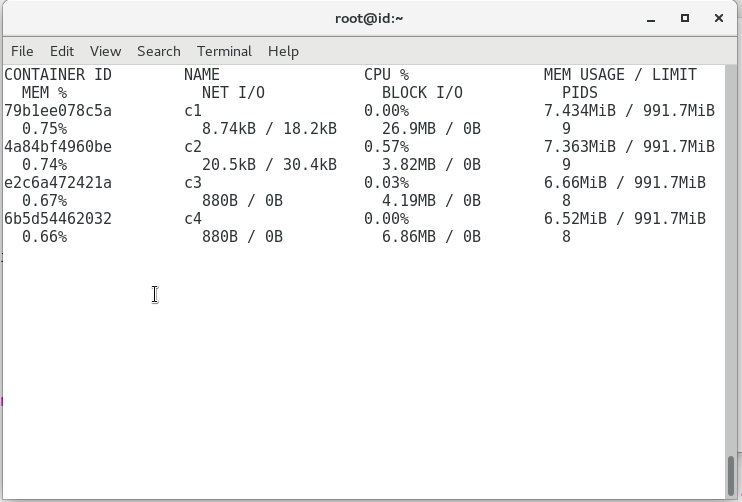 root@id:~
File Edit View Search Terminal Help
CONTAINER ID NAME CPU % MEM USAGE / LIMIT
MEM % NET I/O BLOCK I/O PIDS
79b1ee078c5a c1 0.00% 7.434MiB / 991.7MiB
0.75% 8.74kB / 18.2kB 26.9MB / 0B 9
4a84bf4960be c2 0.57% 7.363MiB / 991.7MiB
0.74% 20.5kB / 30.4kB 3.82MB / 0B 9
e2c6a472421a c3 0.03% 6.66MiB / 991.7MiB
0.67% 880B / 0B 4.19MB / 0B 8
6b5d54462032 c4 0.00% 6.52MiB / 991.7MiB
0.66% 880B / 0B 6.86MB / 0B 8